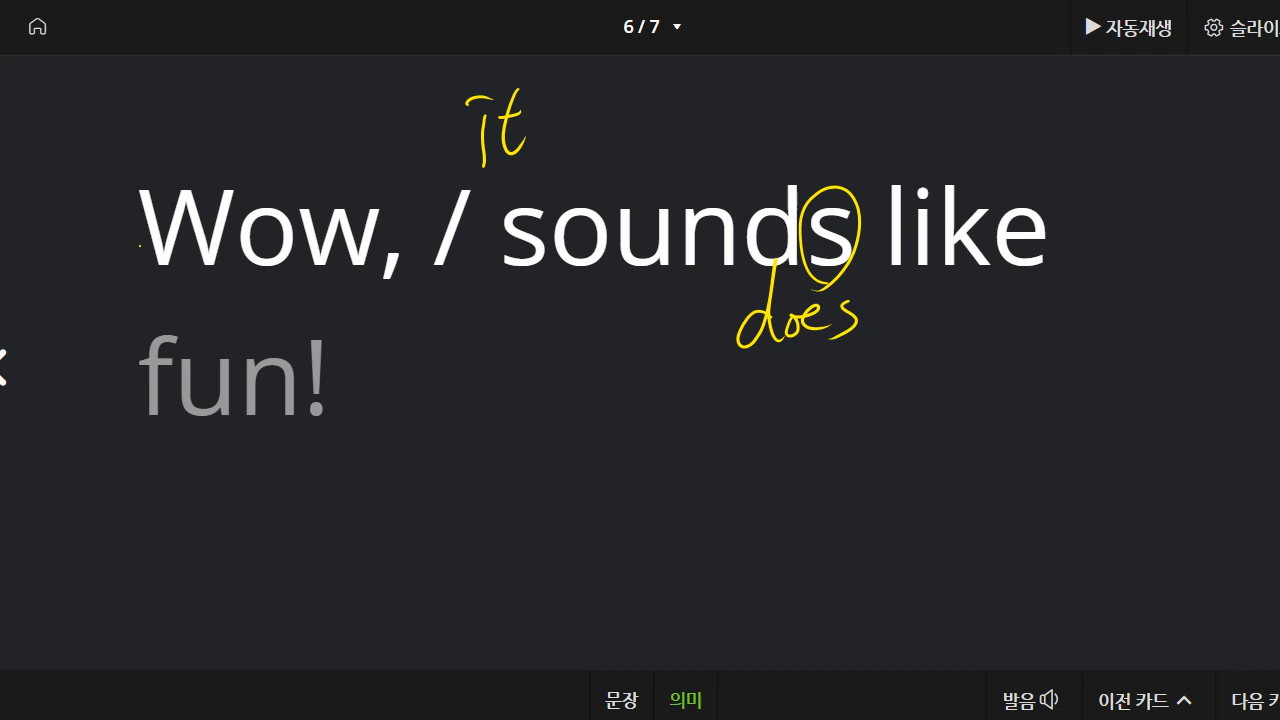 6 / 7
자동재생
슬라이
it
Wow, / sounds like
does
fun!
문장
의미
발음
이전 카드
다음